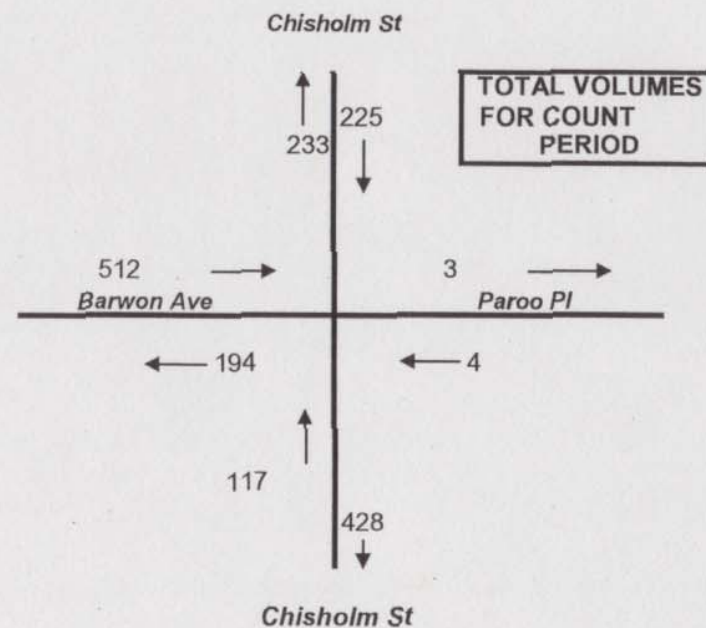 Chisholm St
TOTAL VOLUMES
FOR COUNT
PERIOD
225
233
512
3
Barwon Ave
Paroo Pl
194
4
117
428
Chisholm St